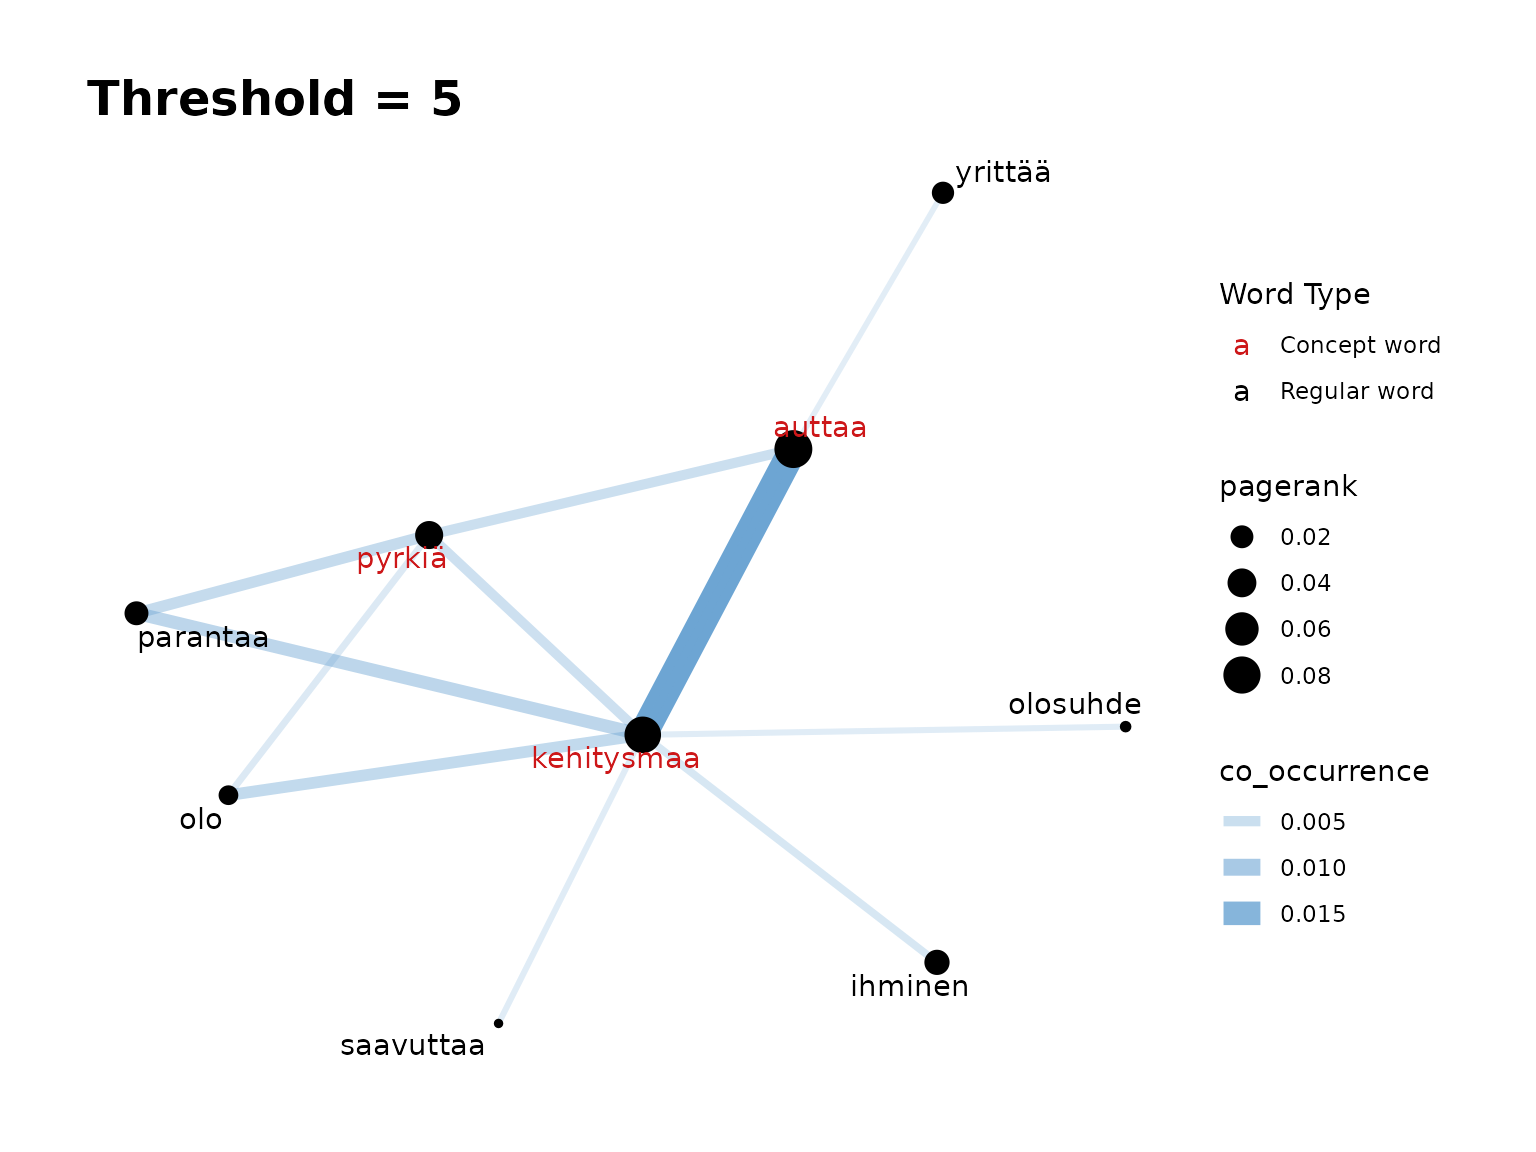 Threshold = 5
yrittää
auttaa
pyrkiä
parantaa
olosuhde
kehitysmaa
olo
ihminen
saavuttaa
Word Type
a Concept word
a Regular word
pagerank
0.02
0.04
0.06
0.08
co_occurrence
0.005
0.010
0.015